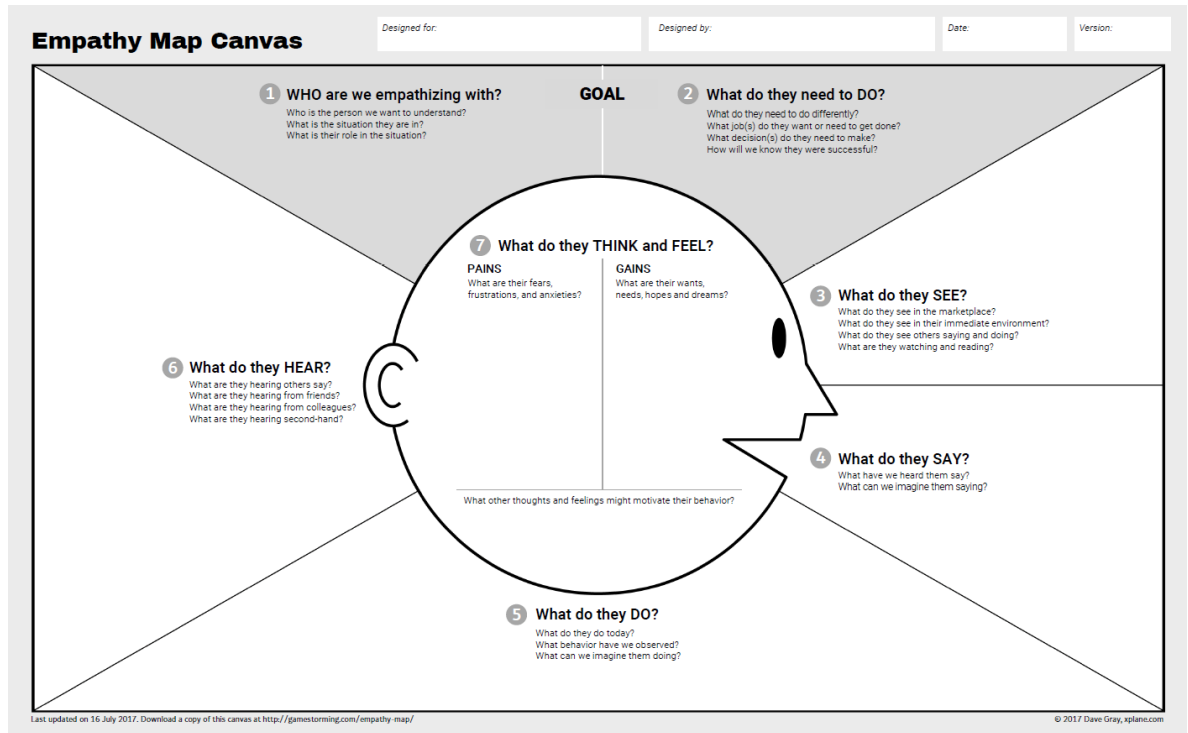 Empathy Map Canvas
Designed for:
Designed by:
Date:
Version:
1 WHO are we empathizing with?
Who is the person we want to understand?
What is the situation they are in?
What is their role in the situation?
GOAL
2 What do they need to DO?
What do they need to do differently?
What job(s) do they want or need to get done?
What decision(s) do they need to make?
How will we know they were successful?
3 What do they SEE?
What do they see in the marketplace?
What do they see in their immediate environment?
What do they see others saying and doing?
What are they watching and reading?
4 What do they SAY?
What have we heard them say?
What can we imagine them saying?
5 What do they DO?
What do they do today?
What behavior have we observed?
What can we imagine them doing?
6 What do they HEAR?
What are they hearing others say?
What are they hearing from friends?
What are they hearing from colleagues?
What are they hearing second-hand?
7 What do they THINK and FEEL?
PAINS
What are their fears,
frustrations, and anxieties?
GAINS
What are their wants,
needs, hopes and dreams?
What other thoughts and feelings might motivate their behavior?
Last updated on 16 July 2017. Download a copy of this canvas at http://gamestorming.com/empathy-map/
© 2017 Dave Gray, xplane.com